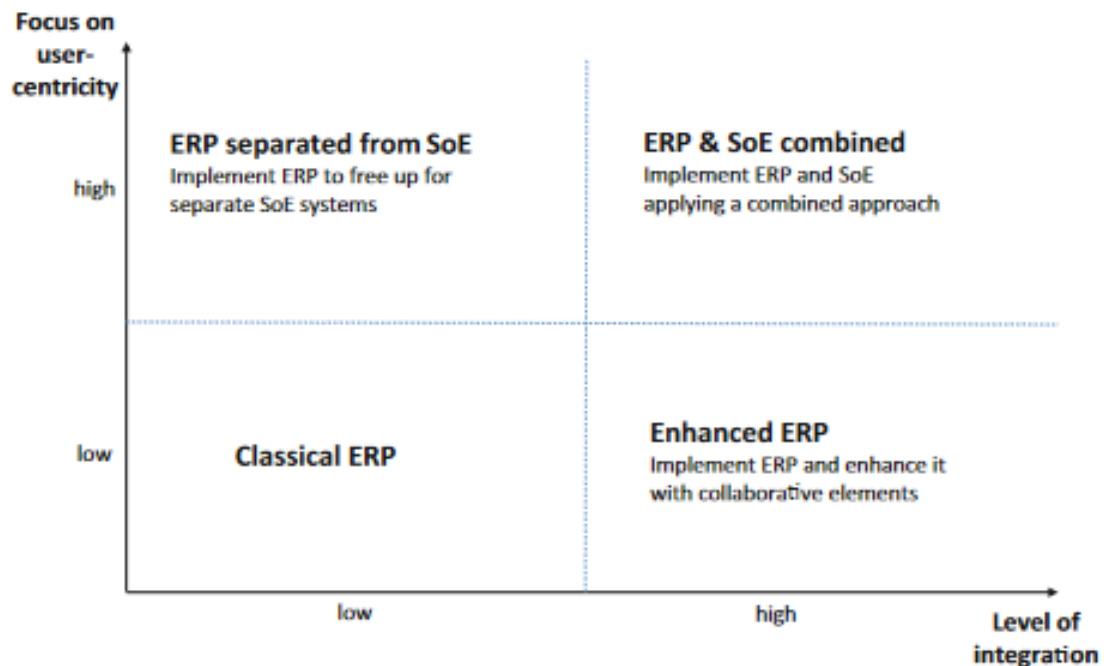 Focus on
user-
centricity
high
ERP separated from SoE
Implement ERP to free up for
separate SoE systems
ERP & SoE combined
Implement ERP and SoE
applying a combined approach
low
Classical ERP
Enhanced ERP
Implement ERP and enhance it
with collaborative elements
low
high
Level of
integration